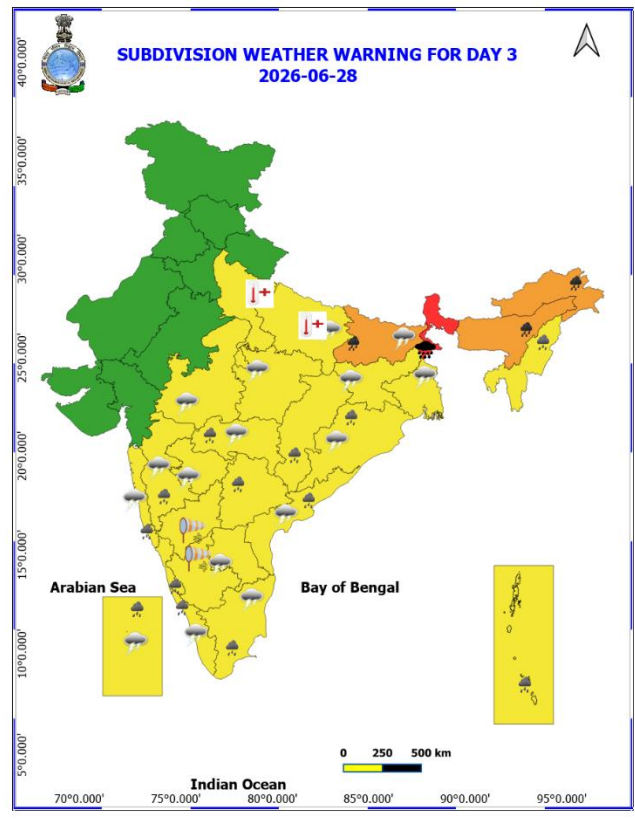 SUBDIVISION WEATHER WARNING FOR DAY 3
2026-06-28
40°0.000'
35°0.000'
30°0.000'
25°0.000'
20°0.000'
15°0.000'
Arabian Sea
Bay of Bengal
10°0.000'
0 250 500 km
5°0.000'
Indian Ocean
70°0.000' 75°0.000' 80°0.000' 85°0.000' 90°0.000' 95°0.000'